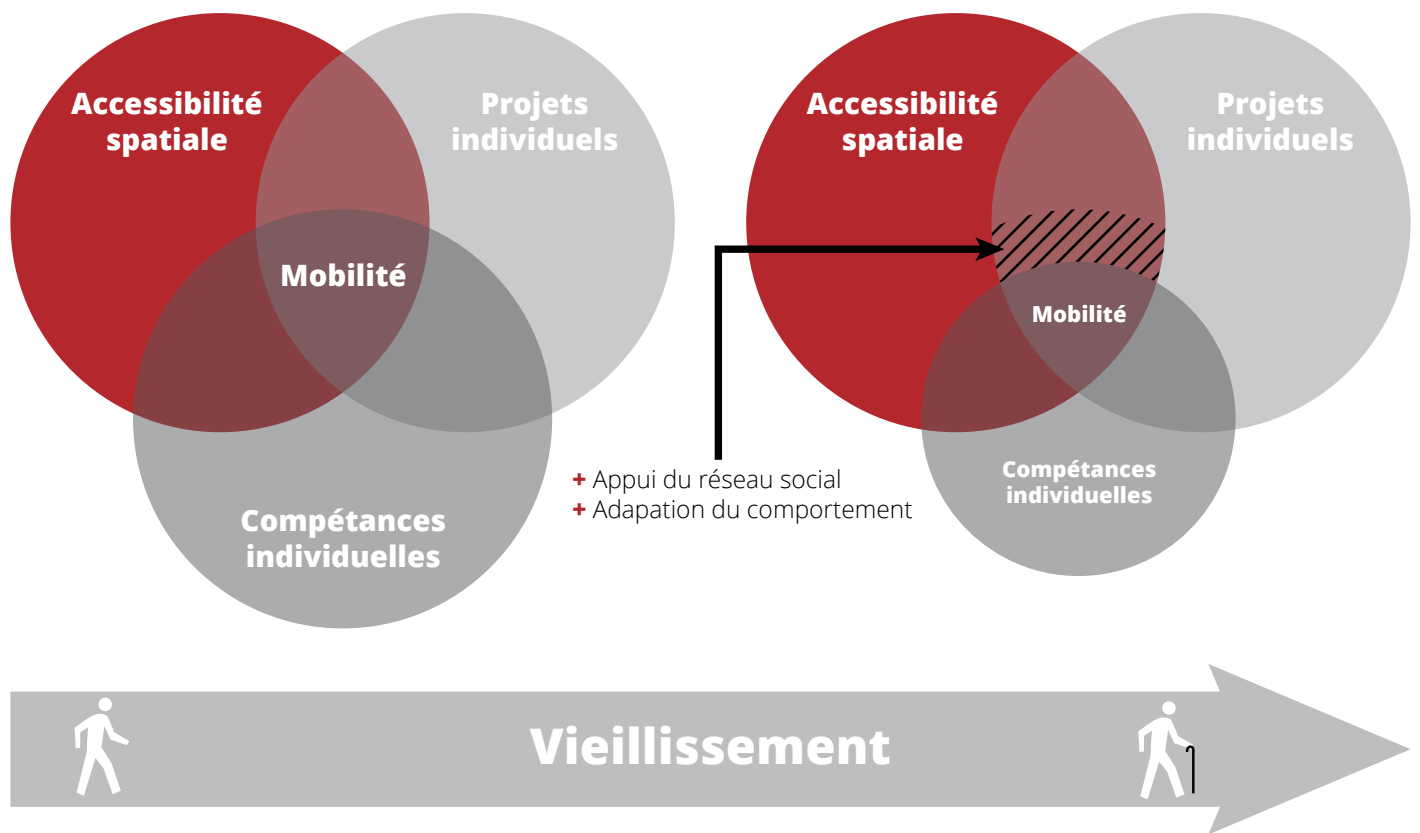 Accessibilité
spatiale
Projets
individuels
Mobilité
Compétances
individuelles
Accessibilité
spatiale
Projets
individuels
Mobilité
Compétances
individuelles
+ Appui du réseau social
+ Adapation du comportement
Vieillissement